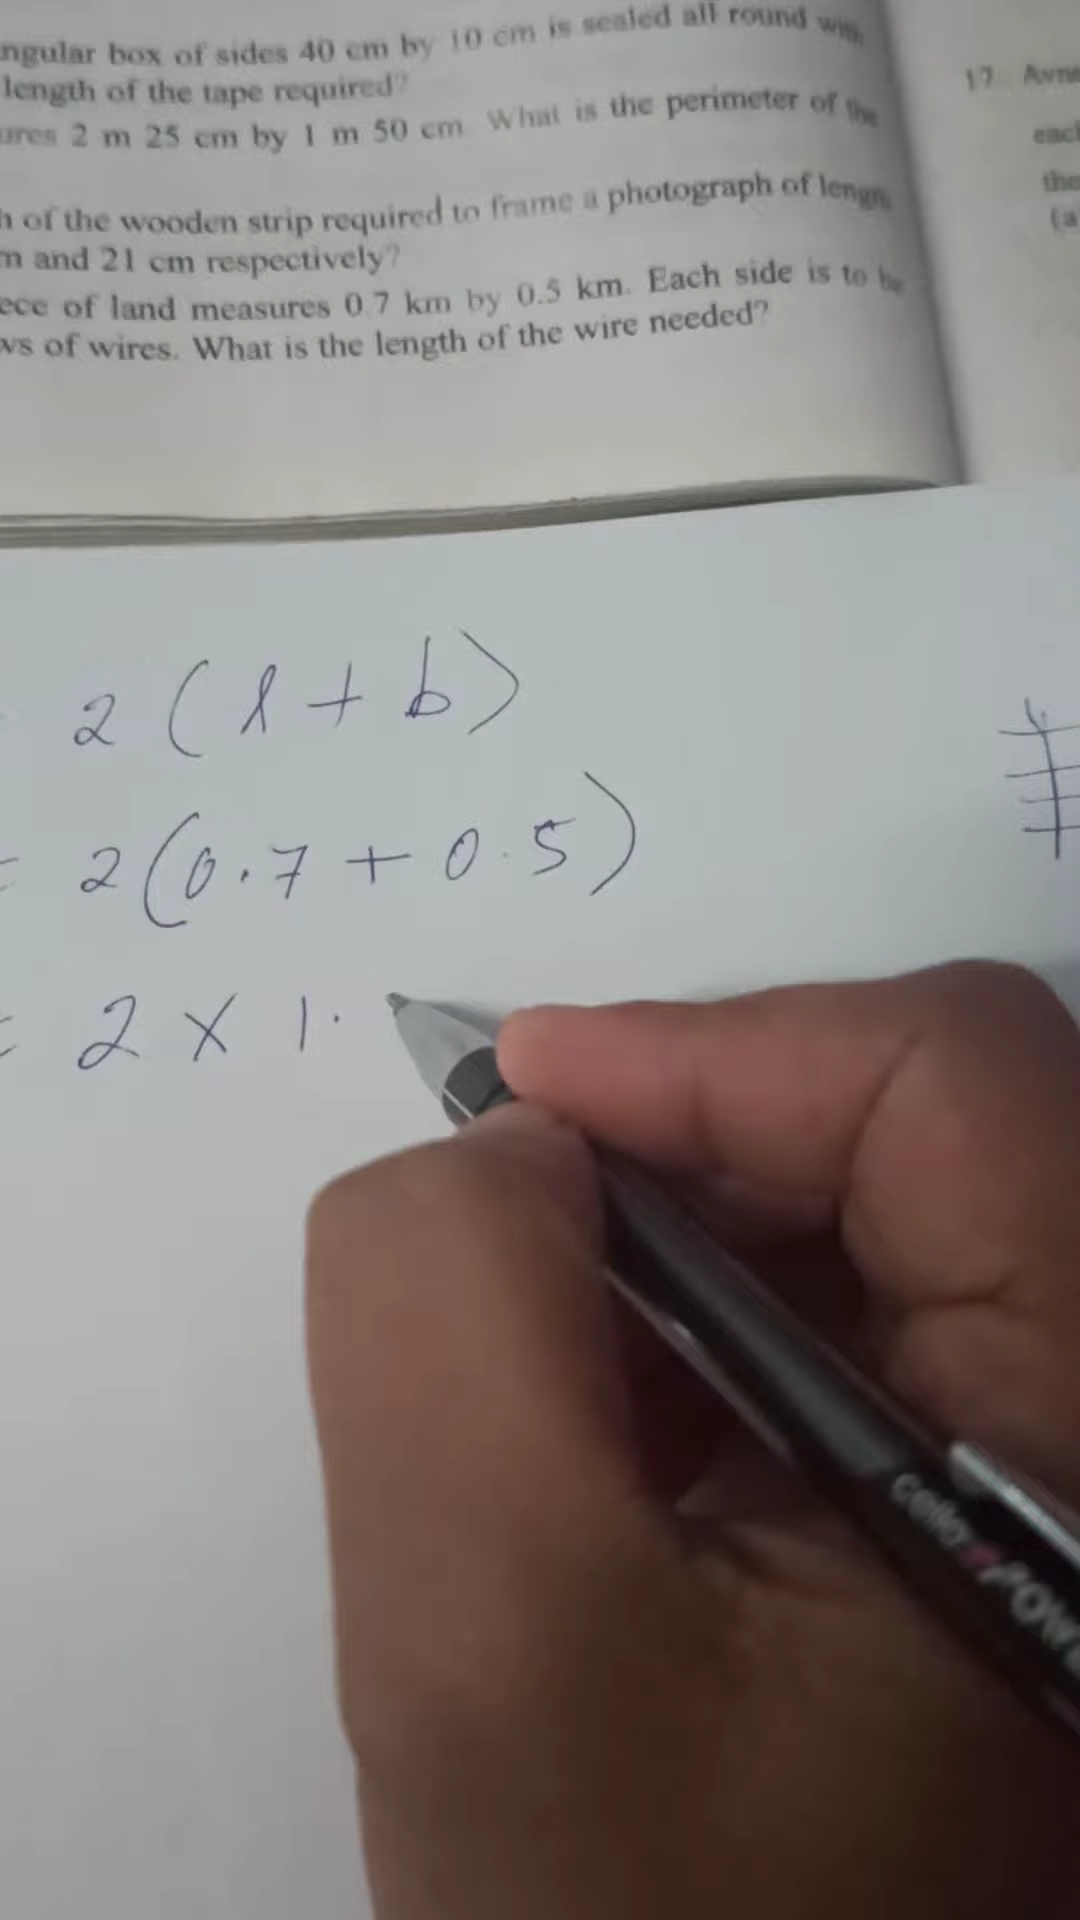 ngular box of sides 40 cm by 10 cm is sealed all round with
length of the tape required?
ures 2 m 25 cm by 1 m 50 cm. What is the perimeter of the
h of the wooden strip required to frame a photograph of length
m and 21 cm respectively?
ece of land measures 0.7 km by 0.5 km. Each side is to be
ws of wires. What is the length of the wire needed?
17
each
the
(a
2 (l + b)
= 2(0.7 + 0.5)
= 2 × 1.
cello POWE